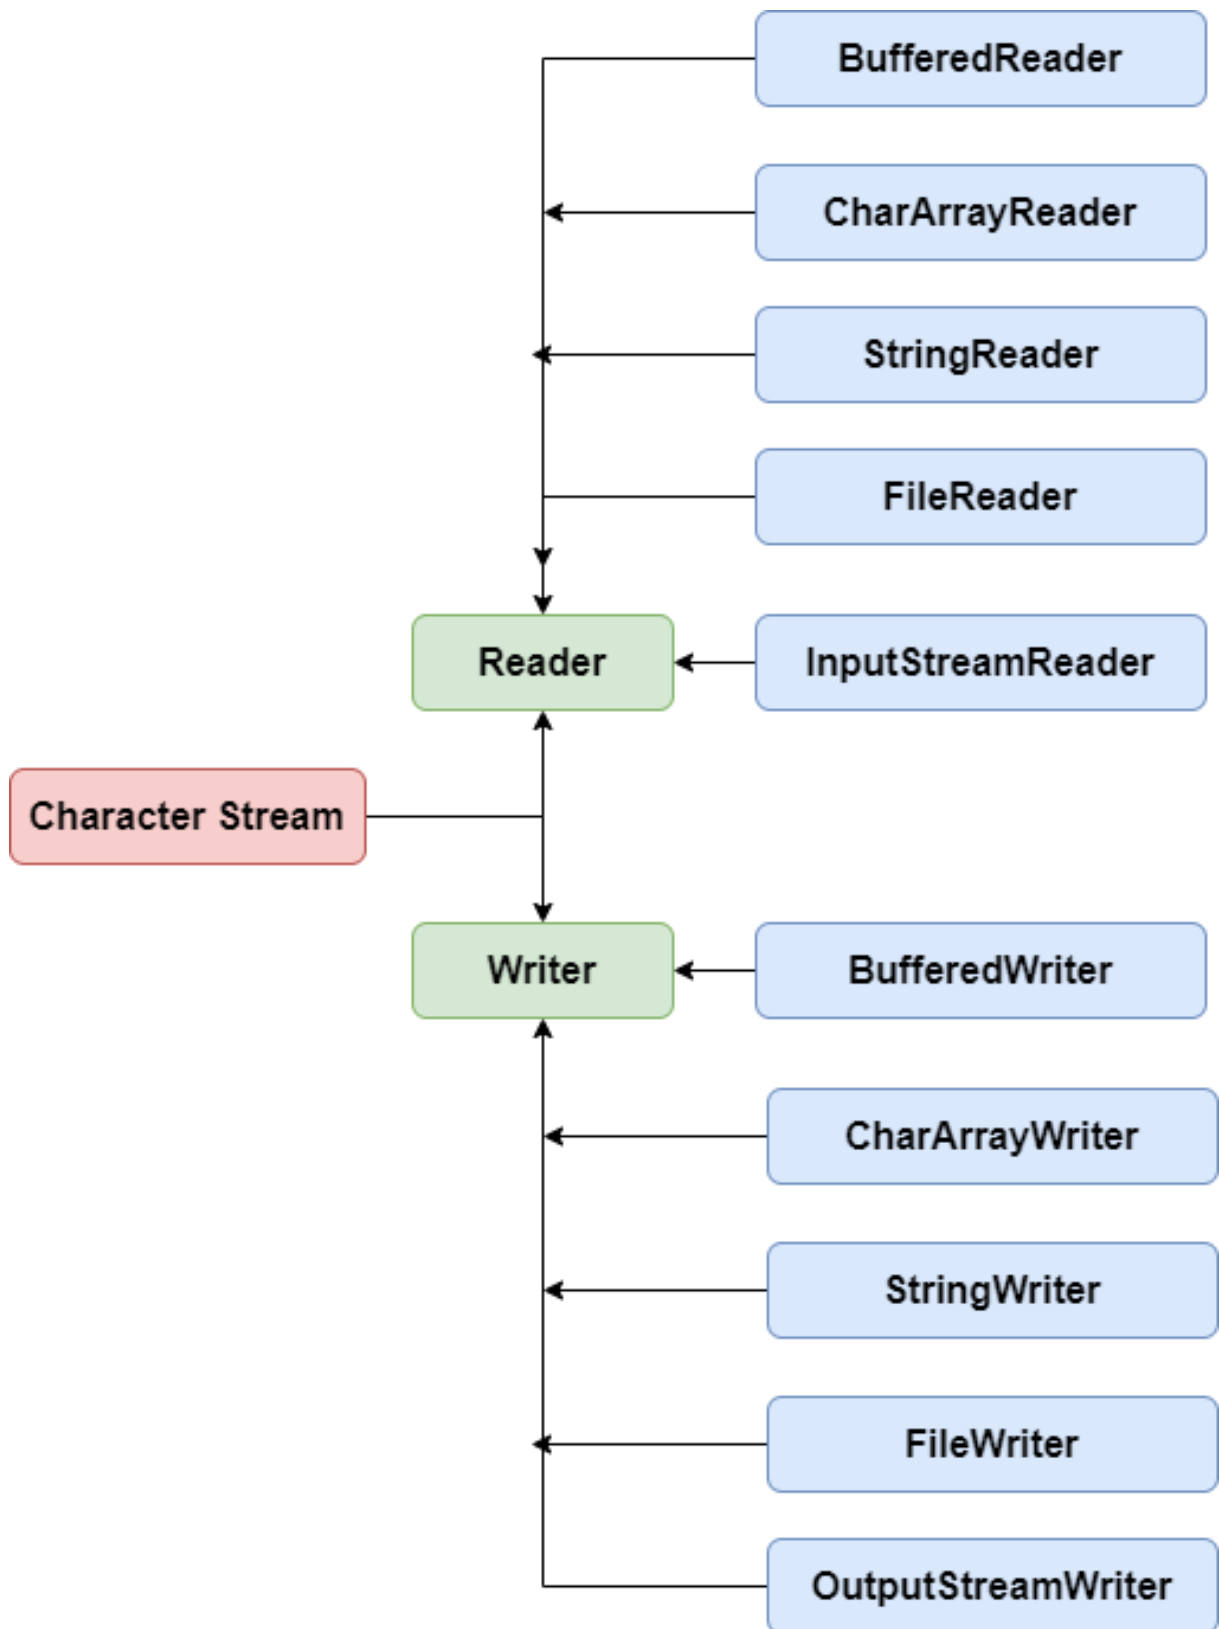 BufferedReader
CharArrayReader
StringReader
FileReader
Reader
InputStreamReader
Character Stream
Writer
BufferedWriter
CharArrayWriter
StringWriter
FileWriter
OutputStreamWriter